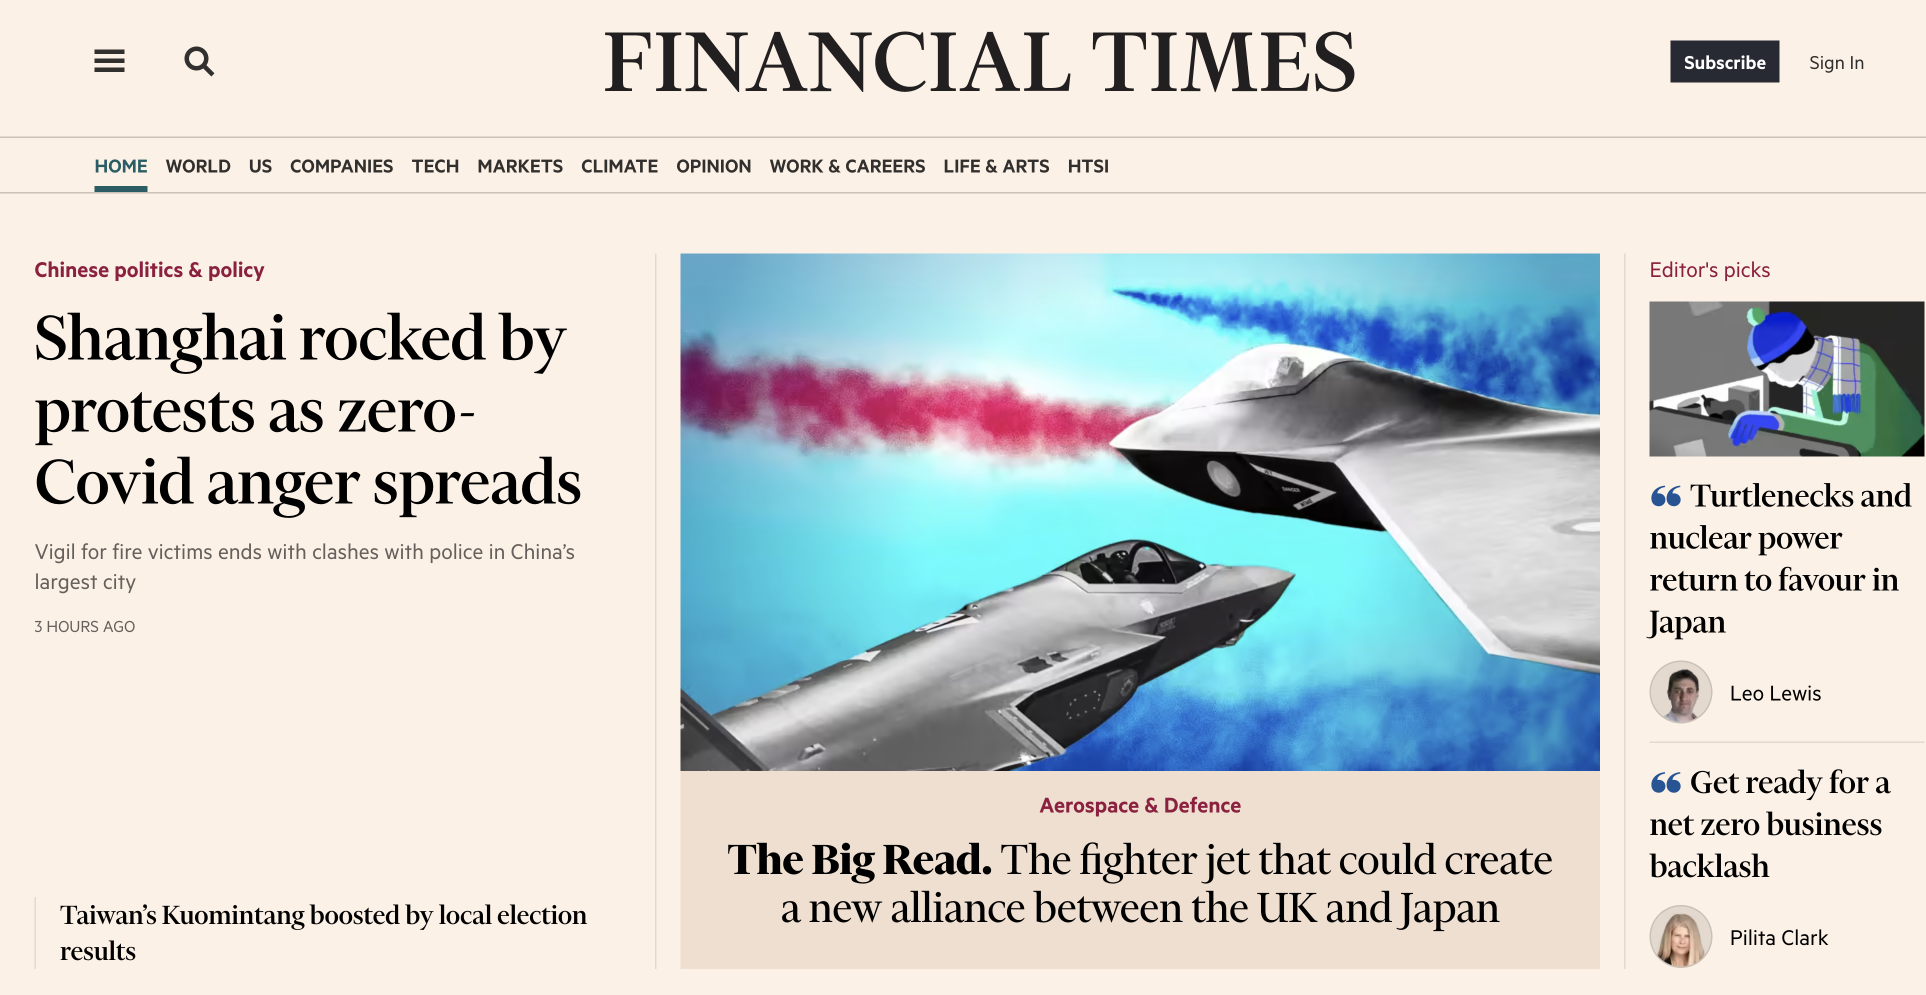 FINANCIAL TIMES
Subscribe
Sign In
HOME WORLD US COMPANIES TECH MARKETS CLIMATE OPINION WORK & CAREERS LIFE & ARTS HTSI
Chinese politics & policy
Shanghai rocked by
protests as zero-
Covid anger spreads
Vigil for fire victims ends with clashes with police in China’s
largest city
3 HOURS AGO
Taiwan’s Kuomintang boosted by local election
results
Aerospace & Defence
The Big Read. The fighter jet that could create
a new alliance between the UK and Japan
Editor's picks
“ Turtlenecks and
nuclear power
return to favour in
Japan
Leo Lewis
“ Get ready for a
net zero business
backlash
Pilita Clark